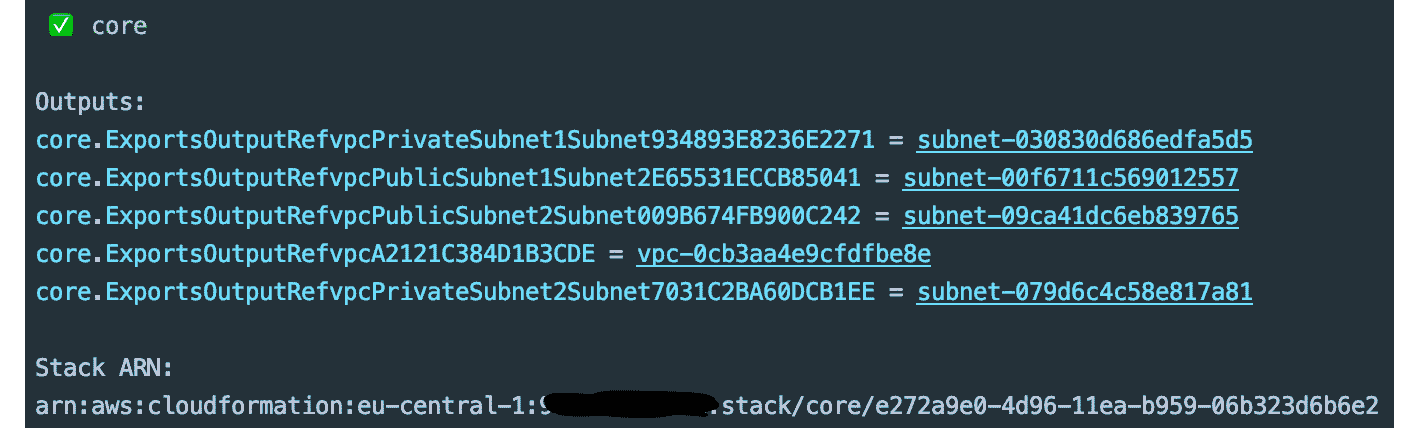 ✅ core
Outputs:
core.ExportsOutputRefvpcPrivateSubnet1Subnet934893E8236E2271 = subnet-030830d686edfa5d5
core.ExportsOutputRefvpcPublicSubnet1Subnet2E65531ECCB85041 = subnet-00f6711c569012557
core.ExportsOutputRefvpcPublicSubnet2Subnet009B674FB900C242 = subnet-09ca41dc6eb839765
core.ExportsOutputRefvpcA2121C384D1B3CDE = vpc-0cb3aa4e9cfdfbe8e
core.ExportsOutputRefvpcPrivateSubnet2Subnet7031C2BA60DCB1EE = subnet-079d6c4c58e817a81
Stack ARN:
arn:aws:cloudformation:eu-central-1:9 stack/core/e272a9e0-4d96-11ea-b959-06b323d6b6e2